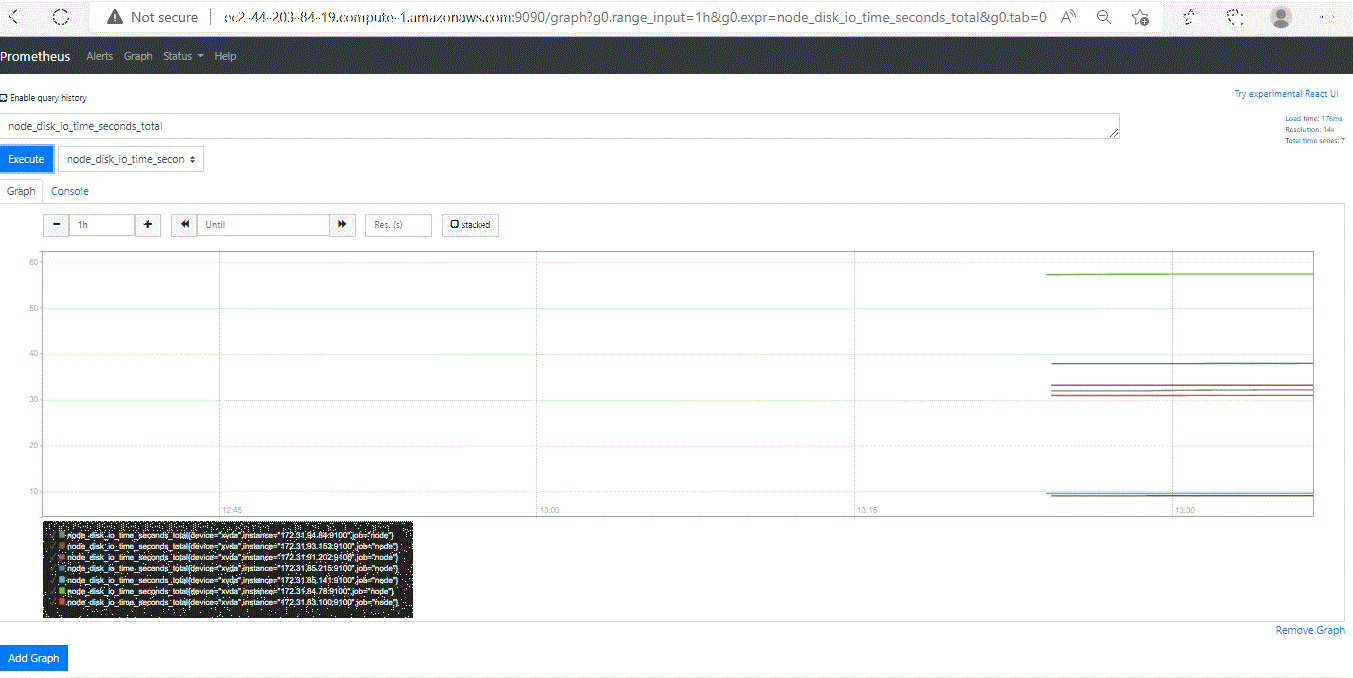 Not secure | ec2-44-203-84-19.compute-1.amazonaws.com:9090/graph?g0.range_input=1h&g0.expr=node_disk_io_time_seconds_total&g0.tab=0
Prometheus Alerts Graph Status Help
Enable query history
Try experimental React UI
node_disk_io_time_seconds_total
Load time: 176ms
Resolution: 14s
Total time series: 7
Execute node_disk_io_time_secon
Graph Console
- 1h + Until Res. (s) stacked
60
50
40
30
20
10
12:45 13:00 13:15 13:30
node_disk_io_time_seconds_total{device="xvda",instance="172.31.94.84:9100",job="node"}
node_disk_io_time_seconds_total{device="xvda",instance="172.31.93.153:9100",job="node"}
node_disk_io_time_seconds_total{device="xvda",instance="172.31.91.202:9100",job="node"}
node_disk_io_time_seconds_total{device="xvda",instance="172.31.85.215:9100",job="node"}
node_disk_io_time_seconds_total{device="xvda",instance="172.31.85.141:9100",job="node"}
node_disk_io_time_seconds_total{device="xvda",instance="172.31.84.78:9100",job="node"}
node_disk_io_time_seconds_total{device="xvda",instance="172.31.83.100:9100",job="node"}
Remove Graph
Add Graph